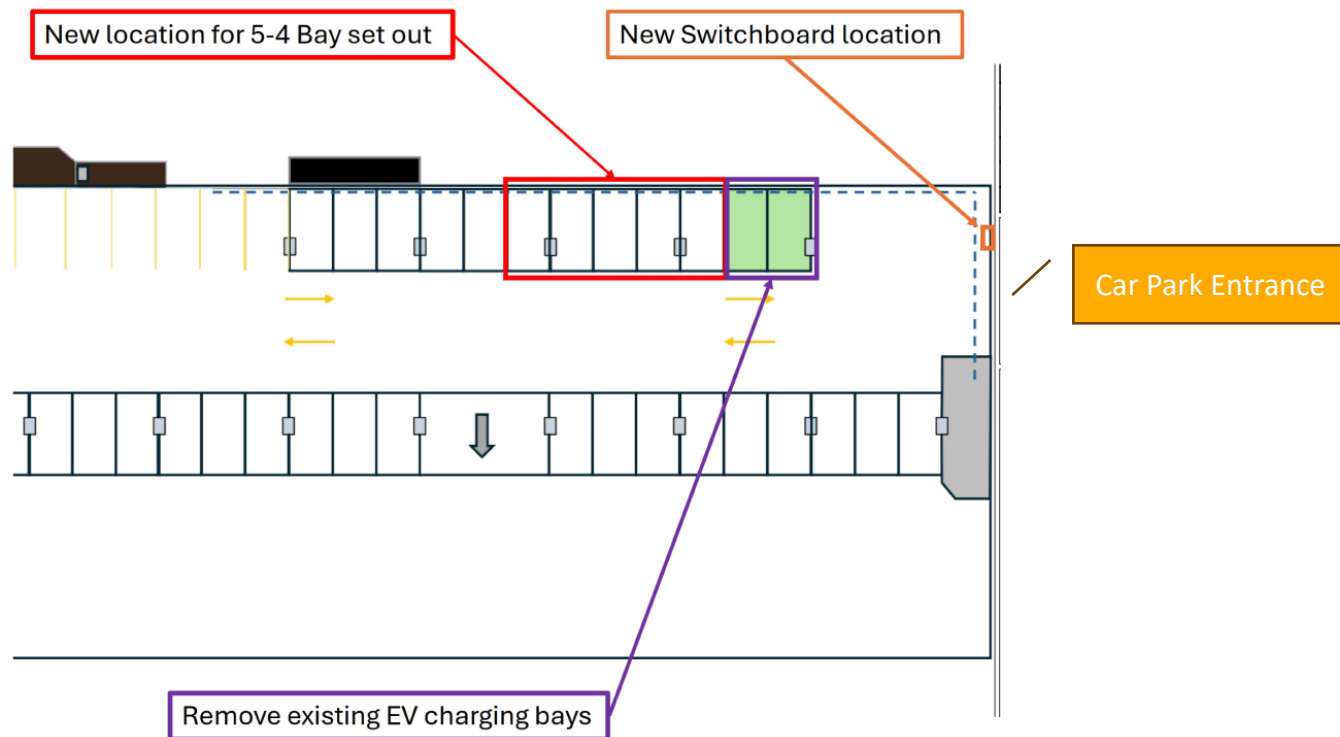 New location for 5-4 Bay set out
New Switchboard location
Car Park Entrance
Remove existing EV charging bays